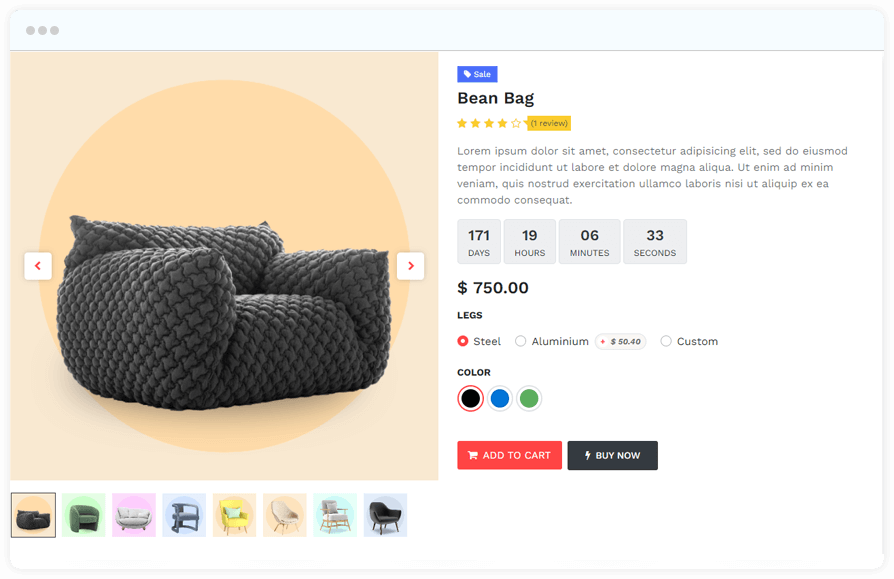 Sale
Bean Bag
(1 review)
Lorem ipsum dolor sit amet, consectetur adipisicing elit, sed do eiusmod
tempor incididunt ut labore et dolore magna aliqua. Ut enim ad minim
veniam, quis nostrud exercitation ullamco laboris nisi ut aliquip ex ea
commodo consequat.
171 19 06 33
DAYS HOURS MINUTES SECONDS
$ 750.00
LEGS
Steel Aluminium + $ 50.40 Custom
COLOR
ADD TO CART BUY NOW